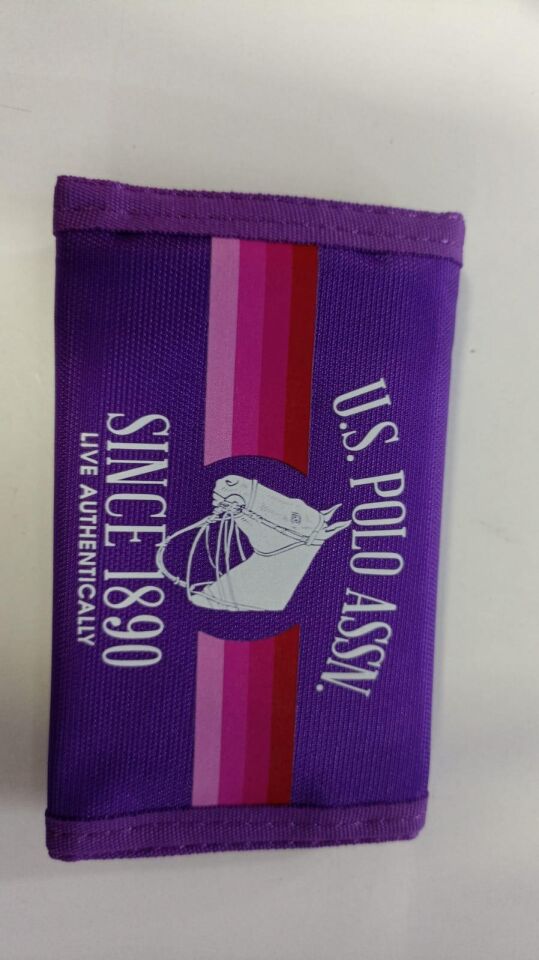 U.S. POLO ASSN.
SINCE 1890
LIVE AUTHENTICALLY